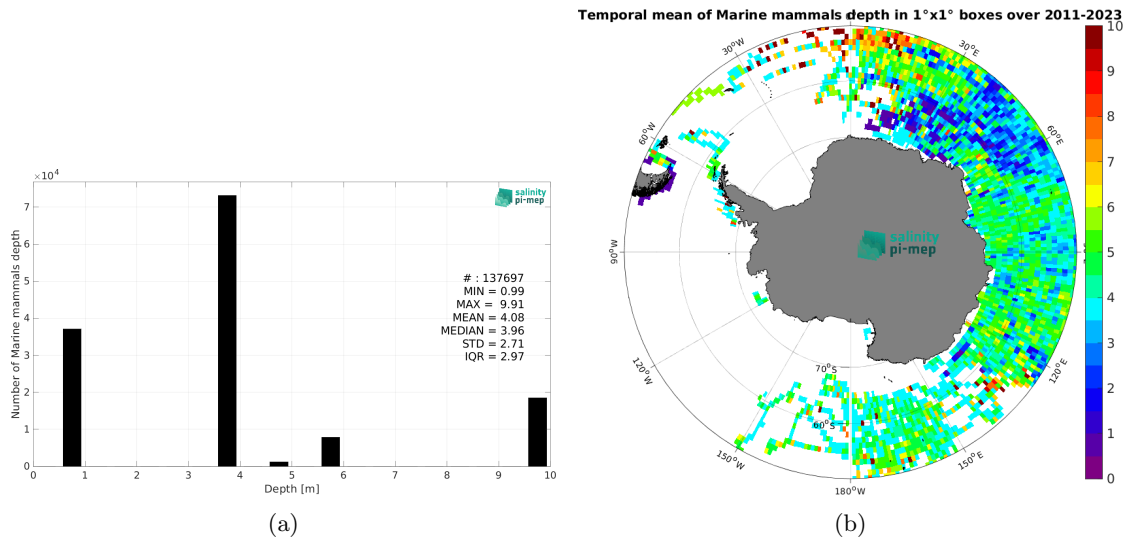 ×10⁴
7
6
5
4
3
2
1
0
Number of Marine mammals depth
salinity
pi-mep
# : 137697
MIN = 0.99
MAX = 9.91
MEAN = 4.08
MEDIAN = 3.96
STD = 2.71
IQR = 2.97
0 1 2 3 4 5 6 7 8 9 10
Depth [m]
(a)
Temporal mean of Marine mammals depth in 1°x1° boxes over 2011-2023
30°W
30°E
60°W
60°E
90°W
120°W
120°E
150°W
150°E
180°W
70°S
60°S
salinity
pi-mep
10
9
8
7
6
5
4
3
2
1
0
(b)